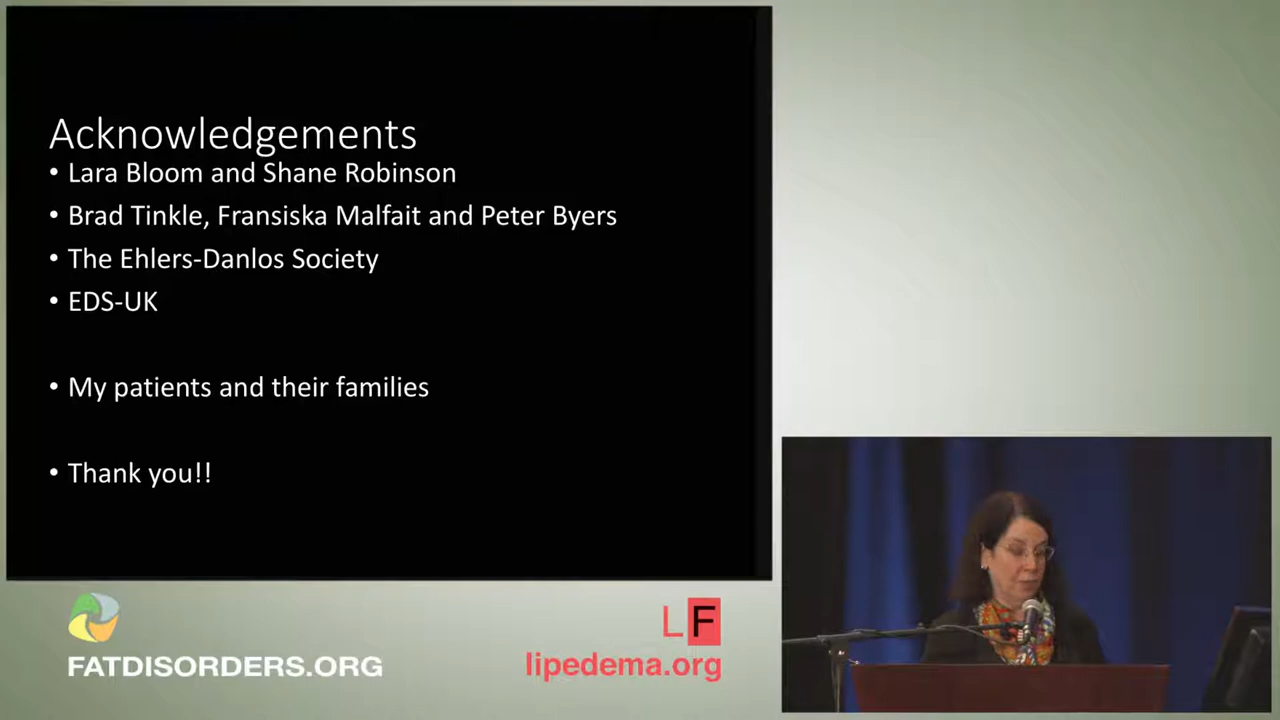 Acknowledgements
• Lara Bloom and Shane Robinson
• Brad Tinkle, Fransiska Malfait and Peter Byers
• The Ehlers-Danlos Society
• EDS-UK
• My patients and their families
• Thank you!!
FATDISORDERS.ORG
LF
lipedema.org